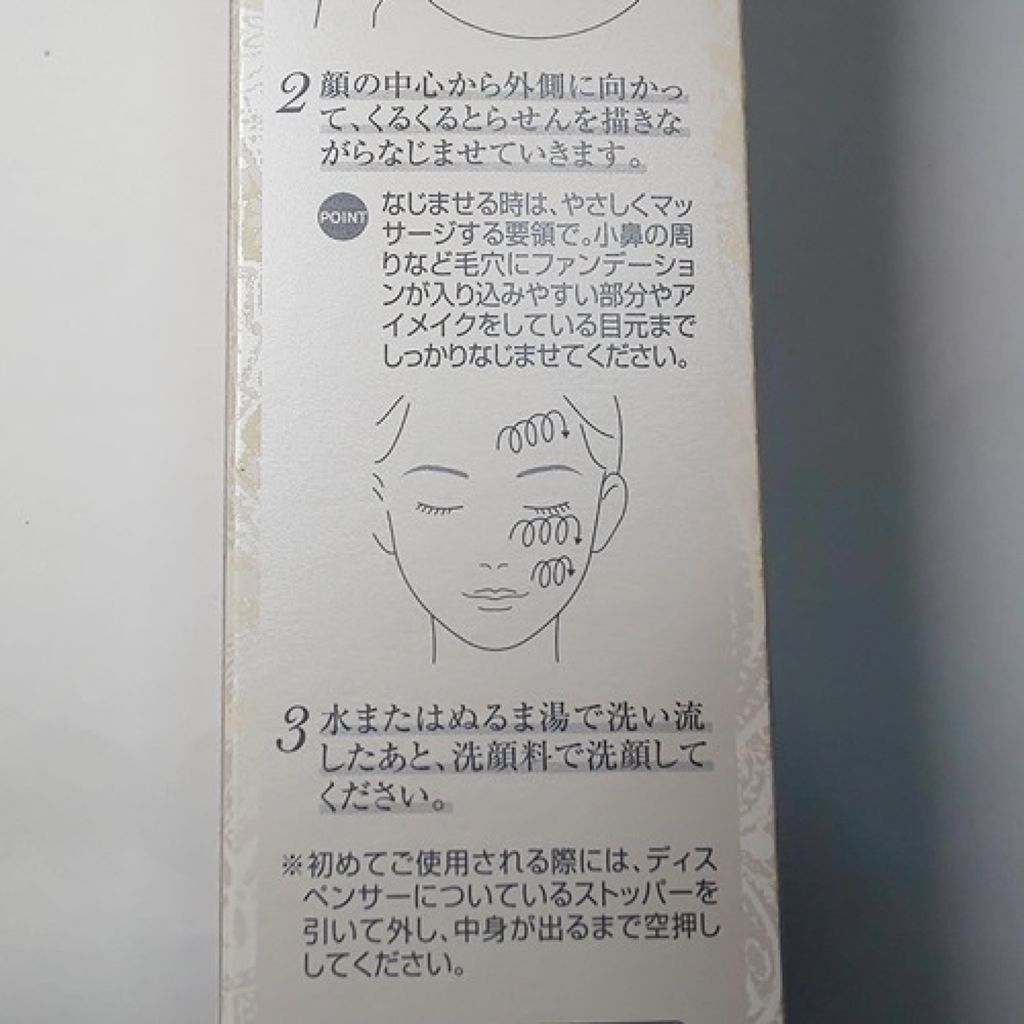 2 顔の中心から外側に向かっ
て、くるくるとらせんを描きな
がらなじませていきます。
POINT なじませる時は、やさしくマッ
サージする要領で。小鼻の周
りなど毛穴にファンデーショ
ンが入り込みやすい部分やア
イメイクをしている目元まで
しっかりなじませてください。
3 水またはぬるま湯で洗い流
したあと、洗顔料で洗顔して
ください。
※初めてご使用される際には、ディス
ペンサーについているストッパーを
引いて外し、中身が出るまで空押し
してください。